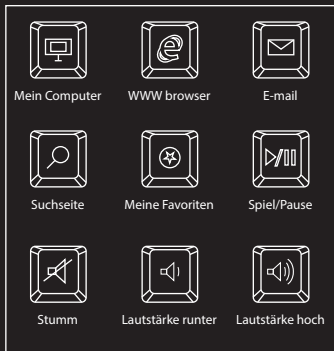 Mein Computer WWW browser E-mail
Suchseite Meine Favoriten Spiel/Pause
Stumm Lautstärke runter Lautstärke hoch